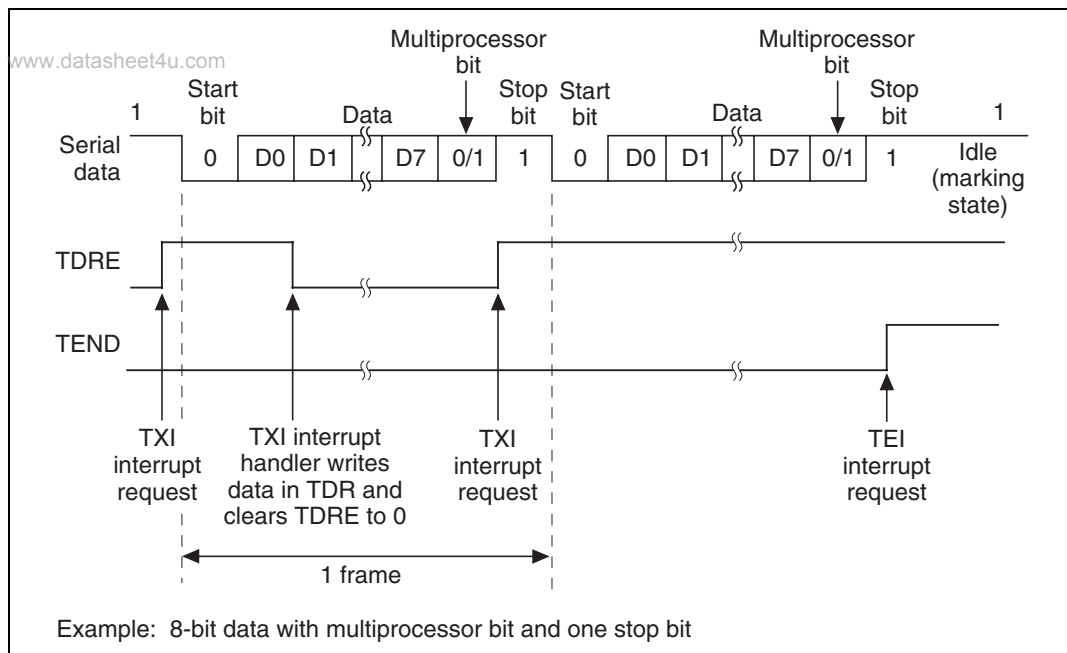 www.datasheet4u.com
Multiprocessor
bit
Multiprocessor
bit
1
Start
bit
Data
Stop
bit
Start
bit
Data
Stop
bit
1
Serial
data
0 D0 D1 D7 0/1 1 0 D0 D1 D7 0/1 1
Idle
(marking
state)
TDRE
TEND
TXI
interrupt
request
TXI interrupt
handler writes
data in TDR and
clears TDRE to 0
TXI
interrupt
request
TEI
interrupt
request
1 frame
Example: 8-bit data with multiprocessor bit and one stop bit